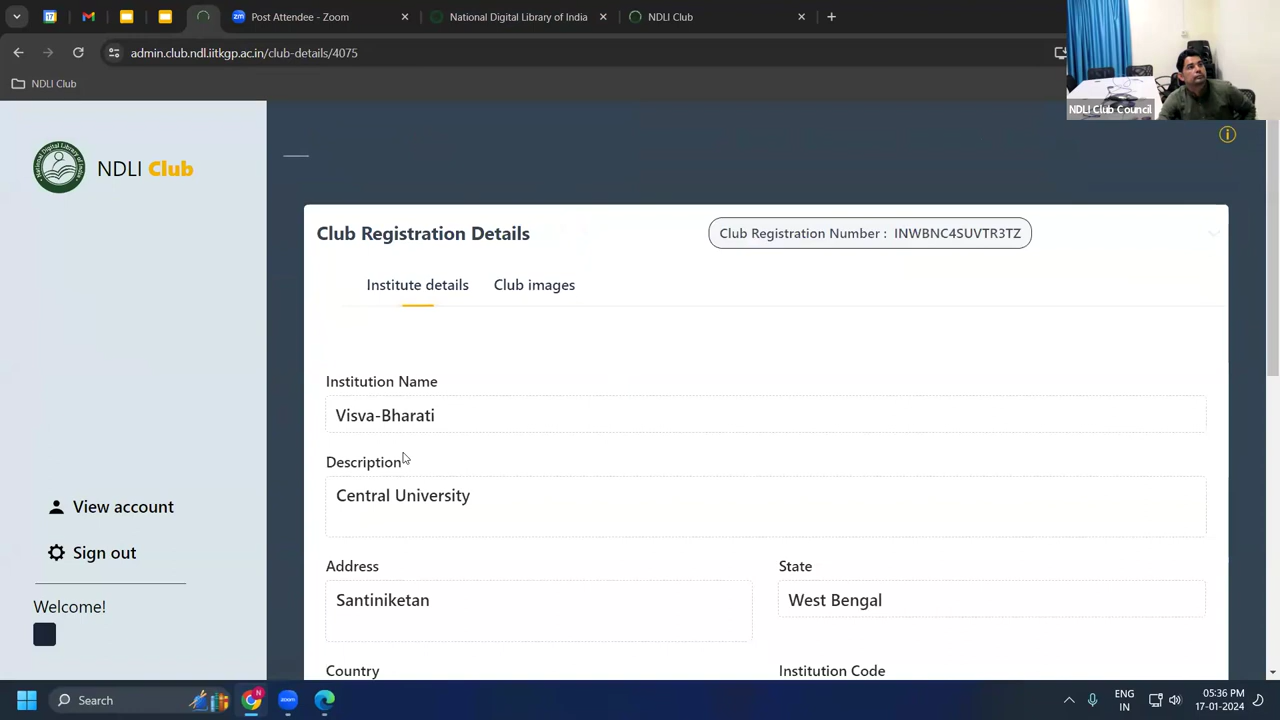 17
Post Attendee - Zoom
National Digital Library of India
NDLI Club
admin.club.ndl.iitkgp.ac.in/club-details/4075
NDLI Club
NDLI Club Council
NDLI Club
Club Registration Details
Club Registration Number : INWBNC4SUVTR3TZ
Institute details
Club images
Institution Name
Visva-Bharati
Description
Central University
Address
State
Santiniketan
West Bengal
Country
Institution Code
View account
Sign out
Welcome!
Search
ENG
IN
05:36 PM
17-01-2024